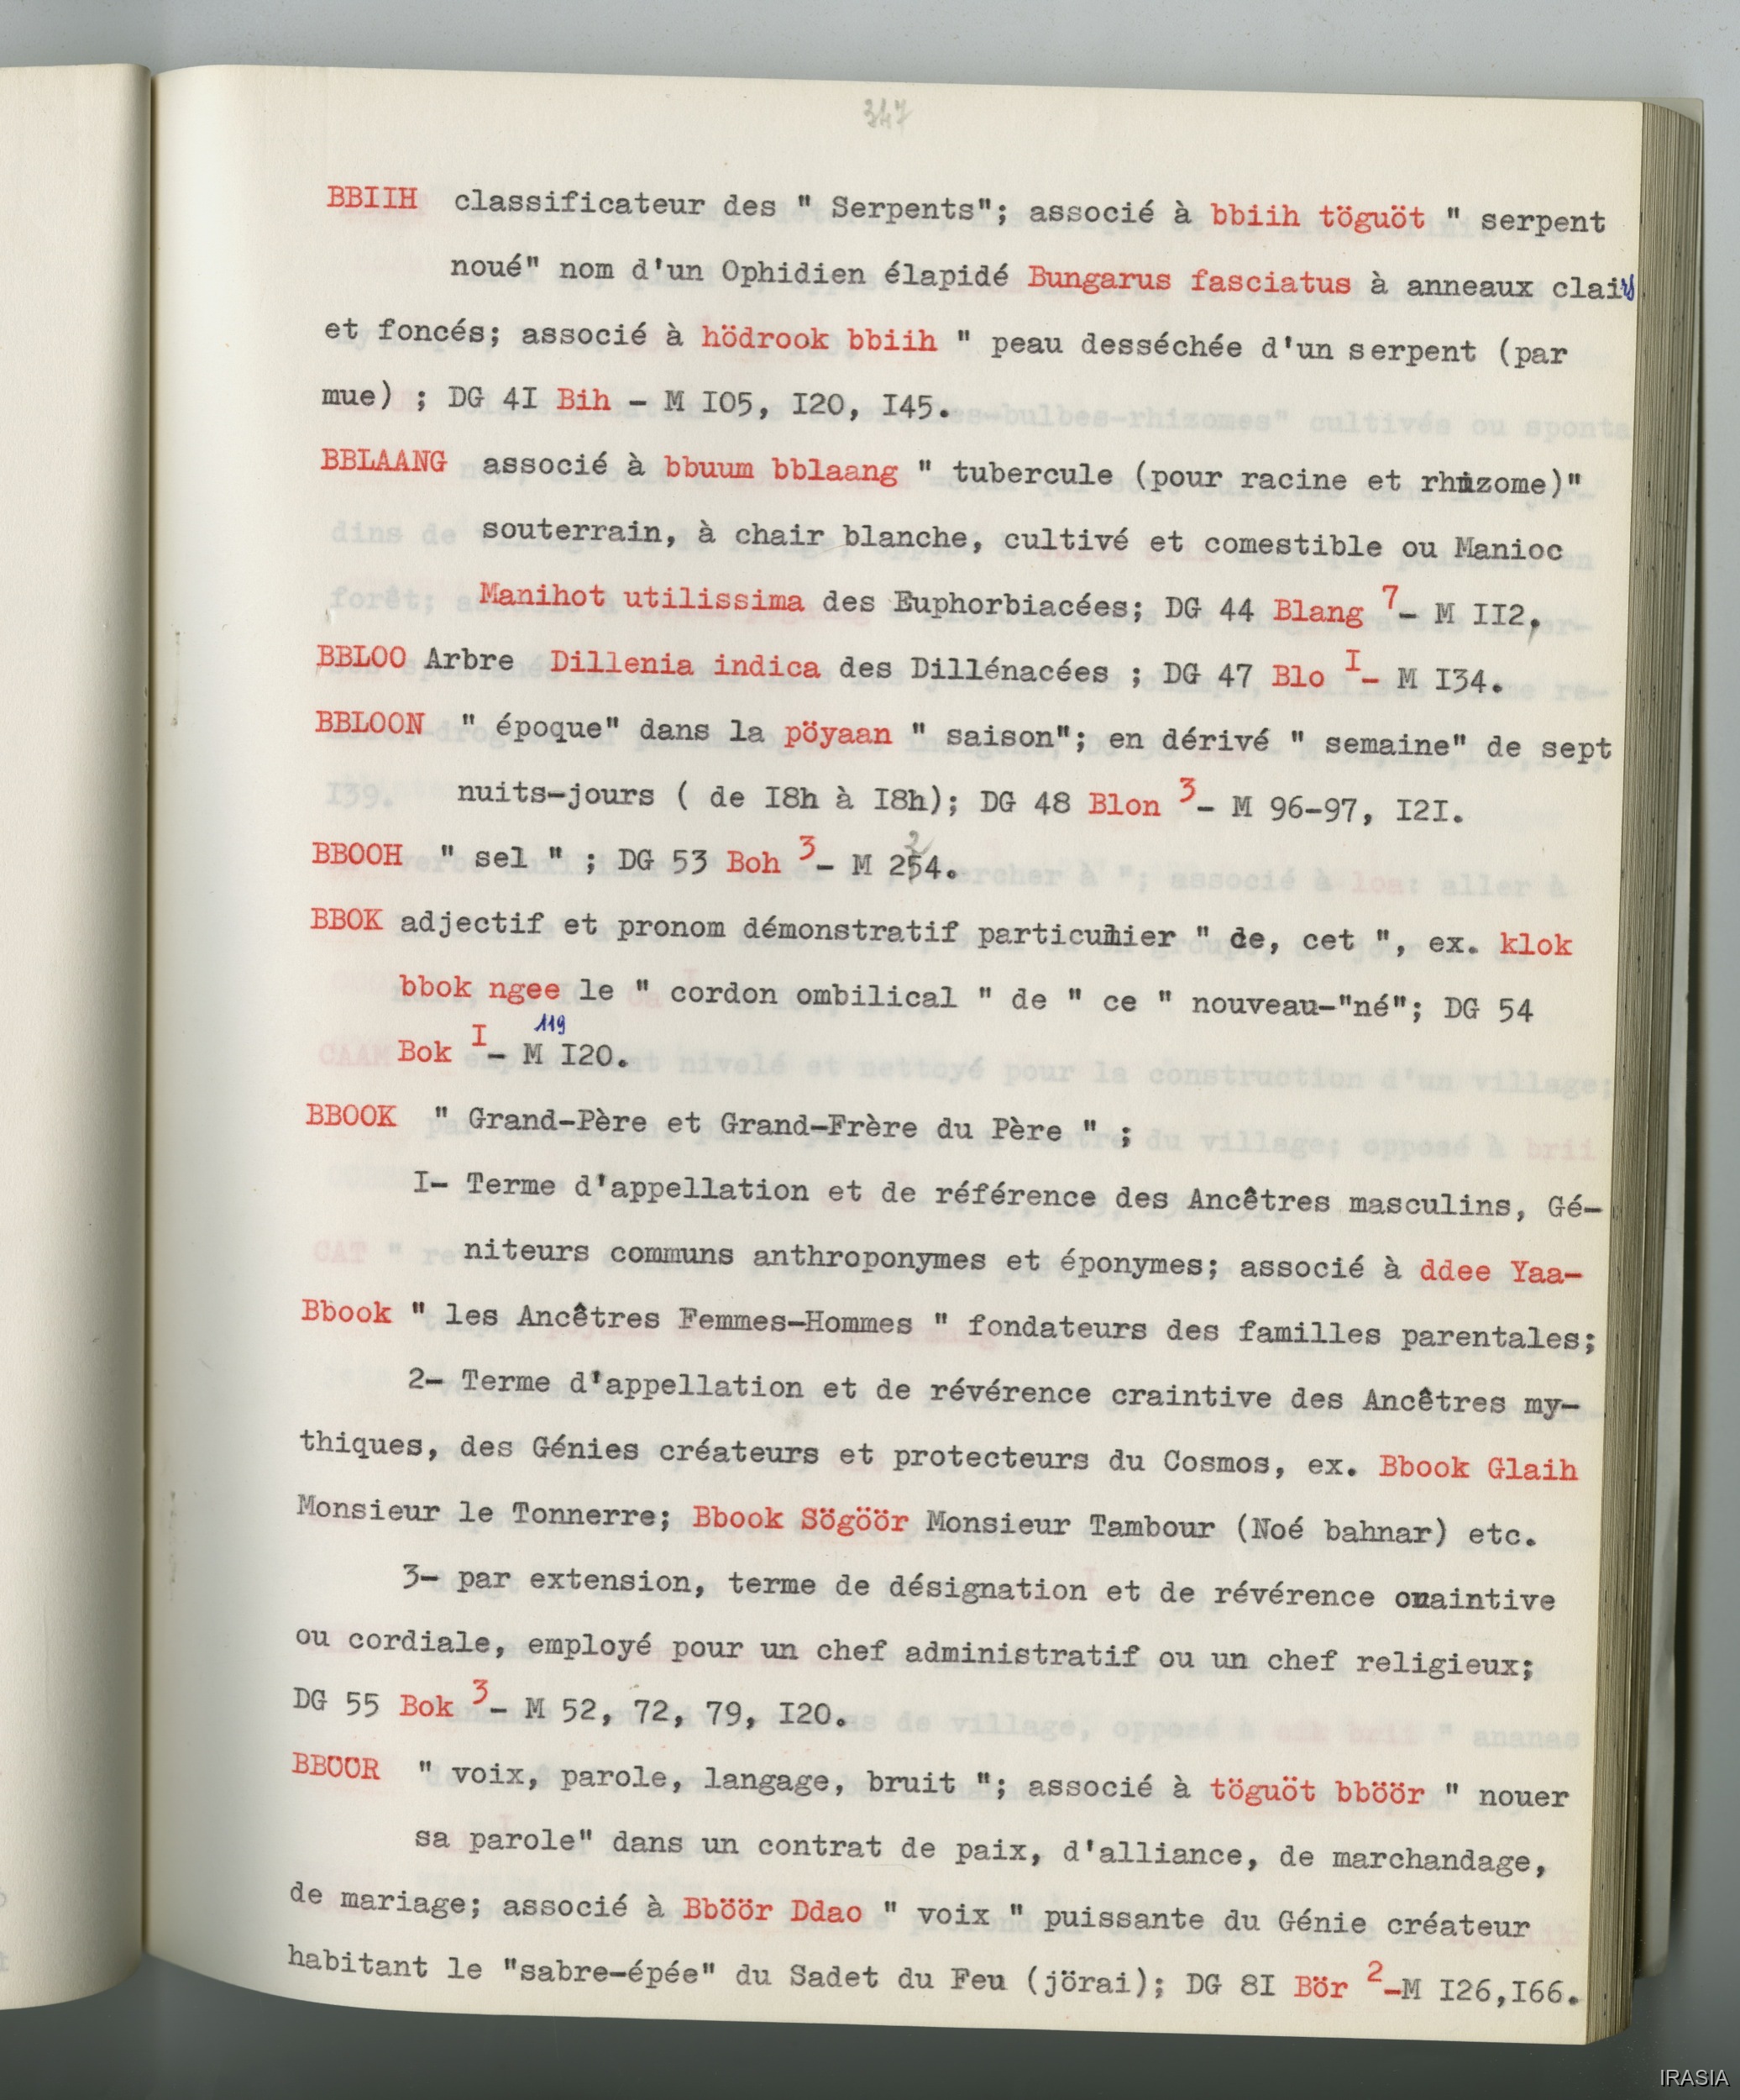 347
BBIIH classificateur des " Serpents"; associé à bbiih töguöt " serpent
noué" nom d'un Ophidien élapidé Bungarus fasciatus à anneaux clairs
et foncés; associé à hödrook bbiih " peau desséchée d'un serpent (par
mue) ; DG 4I Bih - M I05, I20, I45.
BBLAANG associé à bbuum bblaang " tubercule (pour racine et rhizome)"
souterrain, à chair blanche, cultivé et comestible ou Manioc
Manihot utilissima des Euphorbiacées; DG 44 Blang 7- M II2.
BBLOO Arbre Dillenia indica des Dillénacées ; DG 47 Blo I- M I34.
BBLOON " époque" dans la pöyaan " saison"; en dérivé " semaine" de sept
nuits-jours ( de I8h à I8h); DG 48 Blon 3- M 96-97, I2I.
BBOOH " sel " ; DG 53 Boh 3- M 224.
BBOK adjectif et pronom démonstratif particulier " ce, cet ", ex. klok
bbok ngee le " cordon ombilical " de " ce " nouveau-"né"; DG 54
Bok I- M 119 I20.
BBOOK " Grand-Père et Grand-Frère du Père " ;
I- Terme d'appellation et de référence des Ancêtres masculins, Gé-
niteurs communs anthroponymes et éponymes; associé à ddee Yaa-
Bbook " les Ancêtres Femmes-Hommes " fondateurs des familles parentales;
2- Terme d'appellation et de révérence craintive des Ancêtres my-
thiques, des Génies créateurs et protecteurs du Cosmos, ex. Bbook Glaih
Monsieur le Tonnerre; Bbook Sögöör Monsieur Tambour (Noé bahnar) etc.
3- par extension, terme de désignation et de révérence craintive
ou cordiale, employé pour un chef administratif ou un chef religieux;
DG 55 Bok 3- M 52, 72, 79, I20.
BBÖÖR " voix, parole, langage, bruit "; associé à töguöt bböör " nouer
sa parole" dans un contrat de paix, d'alliance, de marchandage,
de mariage; associé à Bböör Ddao " voix " puissante du Génie créateur
habitant le "sabre-épée" du Sadet du Feu (jörai); DG 8I Bör 2-M I26,I66.
IRASIA